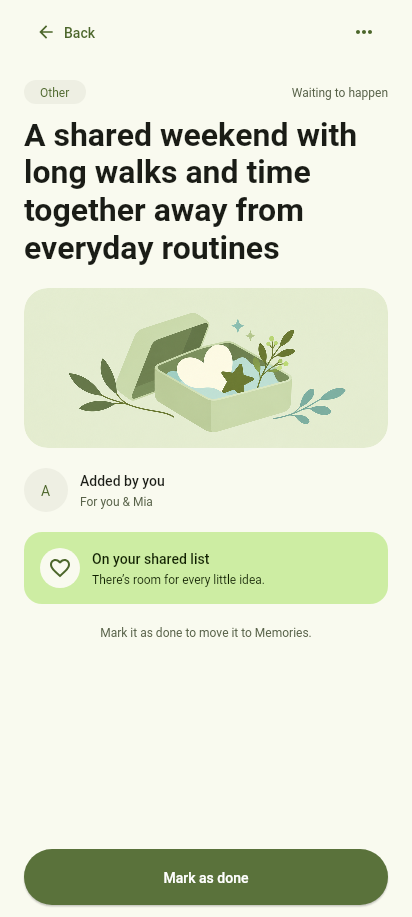 Back
Other
Waiting to happen
A shared weekend with
long walks and time
together away from
everyday routines
A
Added by you
For you & Mia
On your shared list
There's room for every little idea.
Mark it as done to move it to Memories.
Mark as done